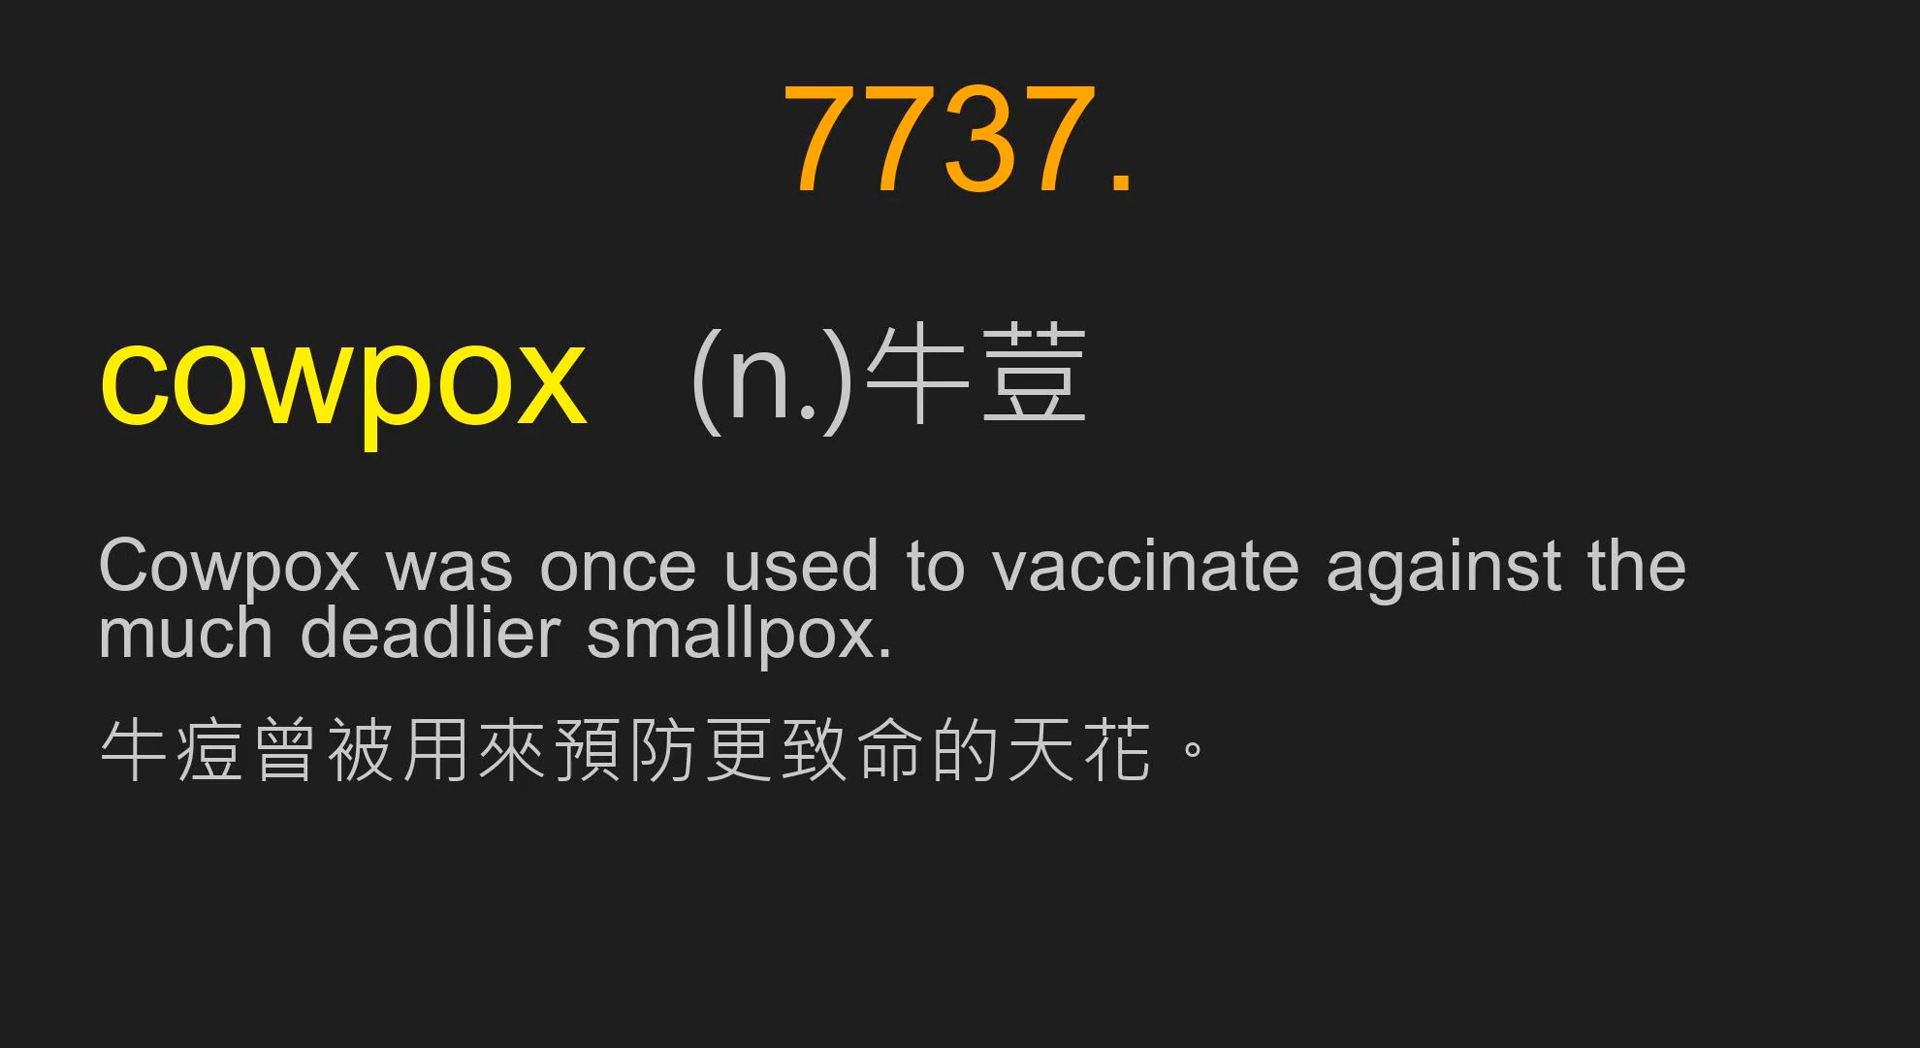 7737.
cowpox (n.)牛荳
Cowpox was once used to vaccinate against the
much deadlier smallpox.
牛痘曾被用來預防更致命的天花。